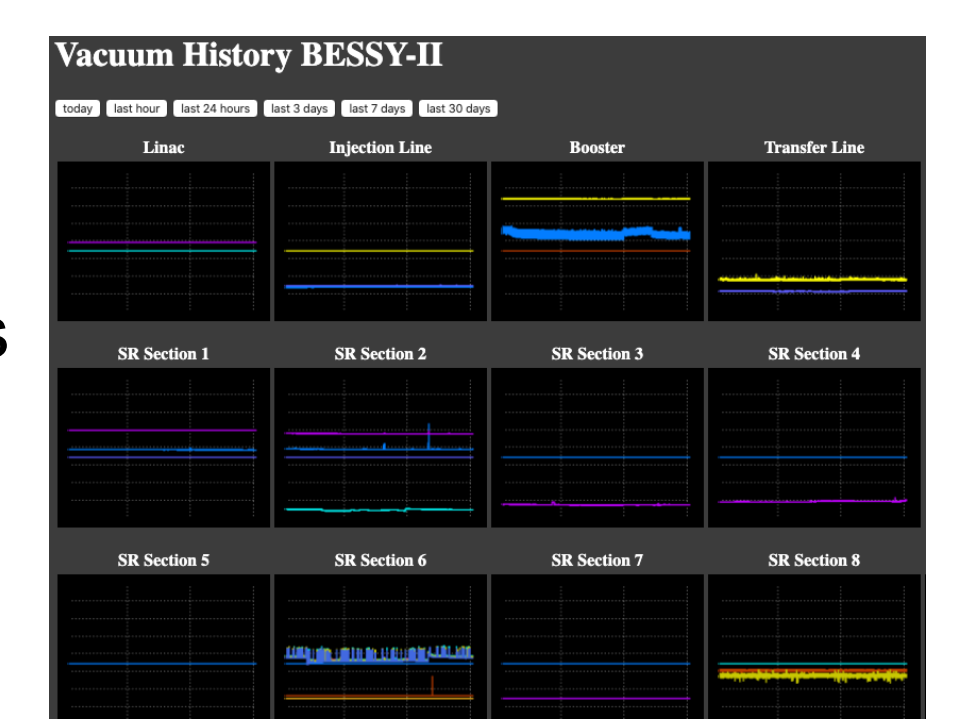 Vacuum History BESSY-II
today last hour last 24 hours last 3 days last 7 days last 30 days
Linac Injection Line Booster Transfer Line
s
SR Section 1 SR Section 2 SR Section 3 SR Section 4
SR Section 5 SR Section 6 SR Section 7 SR Section 8